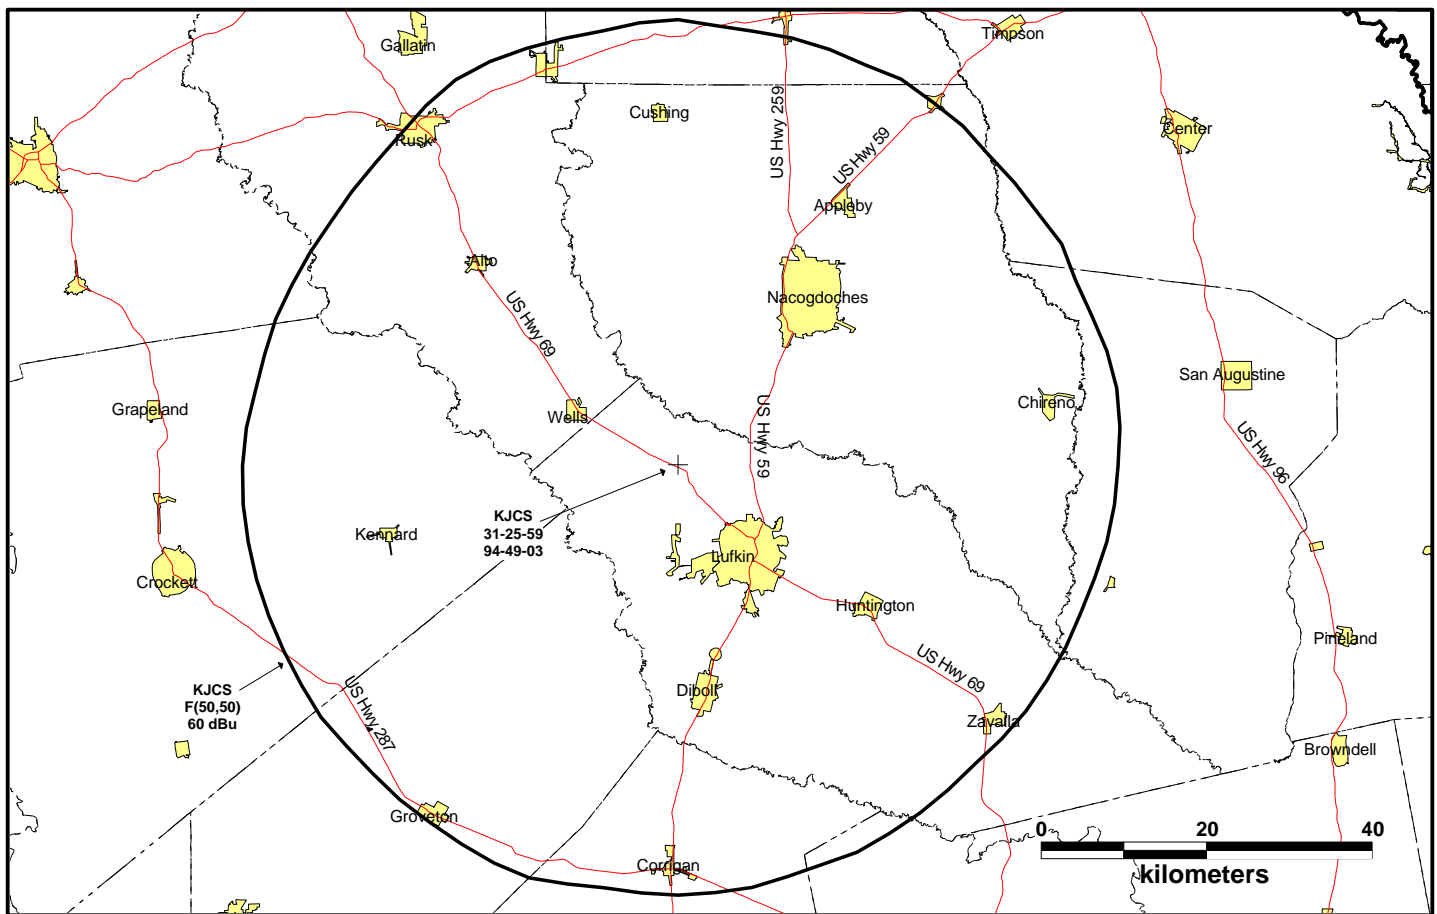 Gallatin
Timpson
Cushing
US Hwy 259
Center
Rusk
US Hwy 59
Appleby
Alto
Nacogdoches
US Hwy 69
San Augustine
Grapeland
Wells
Chireno
US Hwy 59
US Hwy 96
KJCS
31-25-59
94-49-03
Kennard
Lufkin
Crockett
Huntington
Pineland
US Hwy 69
KJCS
F(50,50)
60 dBu
Diboll
US Hwy 287
Zavalla
Browndell
Groveton
0 20 40
kilometers
Corrigan